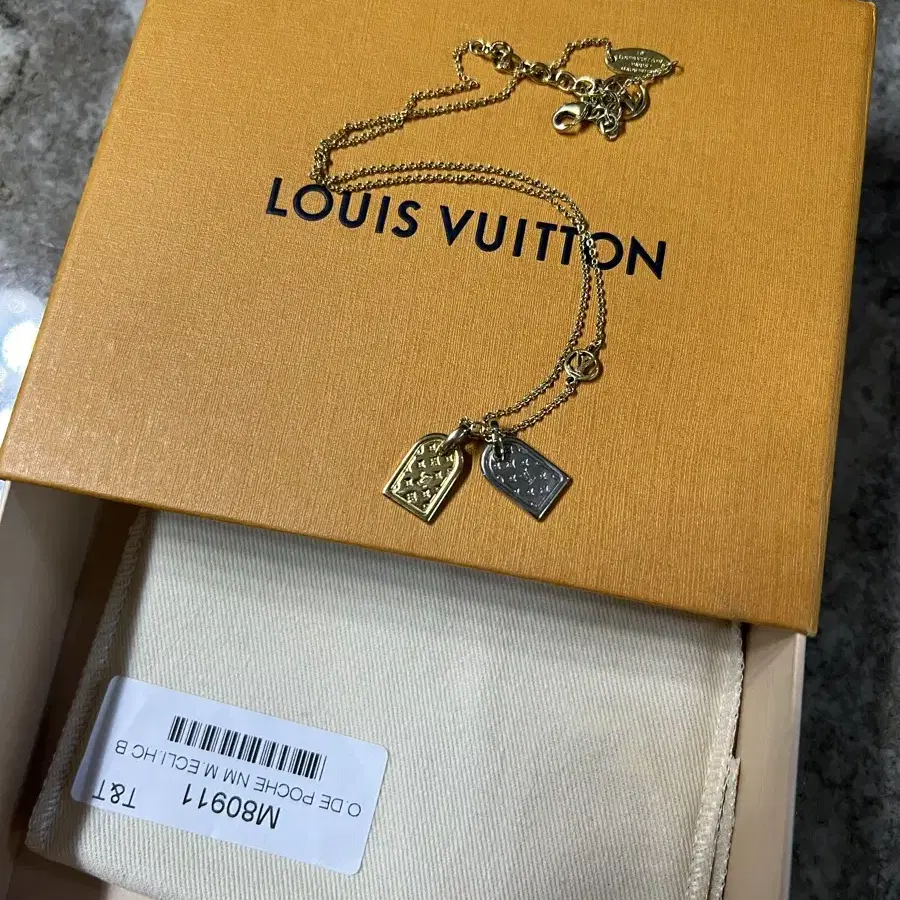 LOUIS VUITTON
O.DE POCHE NM M.ECLI.HC B
M80911
T&T